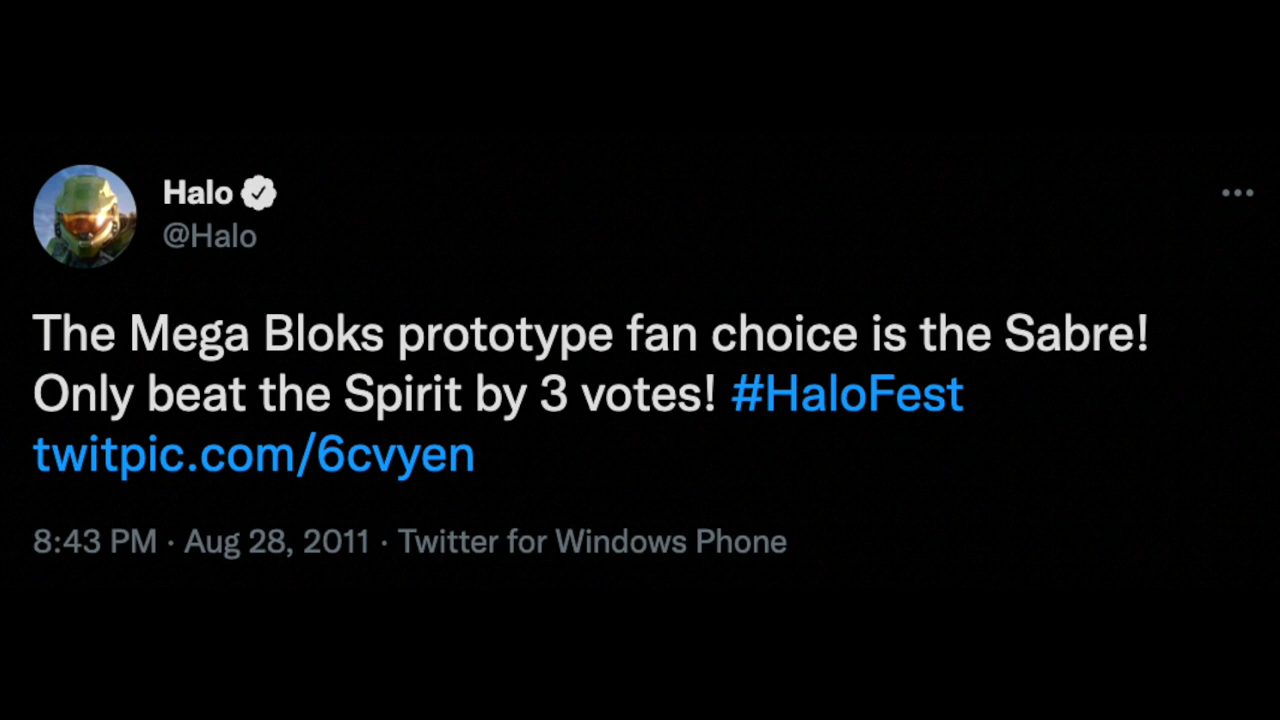 Halo
@Halo
The Mega Bloks prototype fan choice is the Sabre!
Only beat the Spirit by 3 votes! #HaloFest
twitpic.com/6cvyen
8:43 PM · Aug 28, 2011 · Twitter for Windows Phone